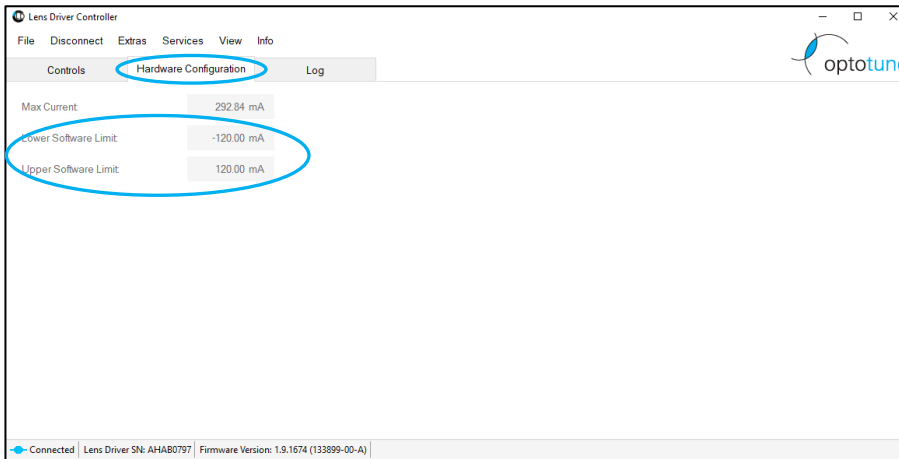 Lens Driver Controller
File Disconnect Extras Services View Info
optotune
Controls Hardware Configuration Log
Max Current: 292.84 mA
Lower Software Limit: -120.00 mA
Upper Software Limit: 120.00 mA
Connected Lens Driver SN: AHAB0797 Firmware Version: 1.9.1674 (133899-00-A)